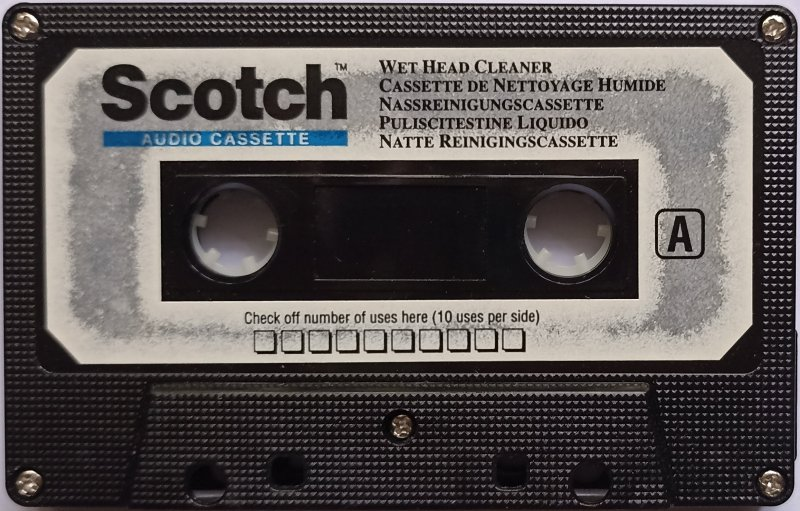 Scotch™
AUDIO CASSETTE
WET HEAD CLEANER
CASSETTE DE NETTOYAGE HUMIDE
NASSREINIGUNGSCASSETTE
PULISCITESTINE LIQUIDO
NATTE REINIGINGSCASSETTE
A
Check off number of uses here (10 uses per side)